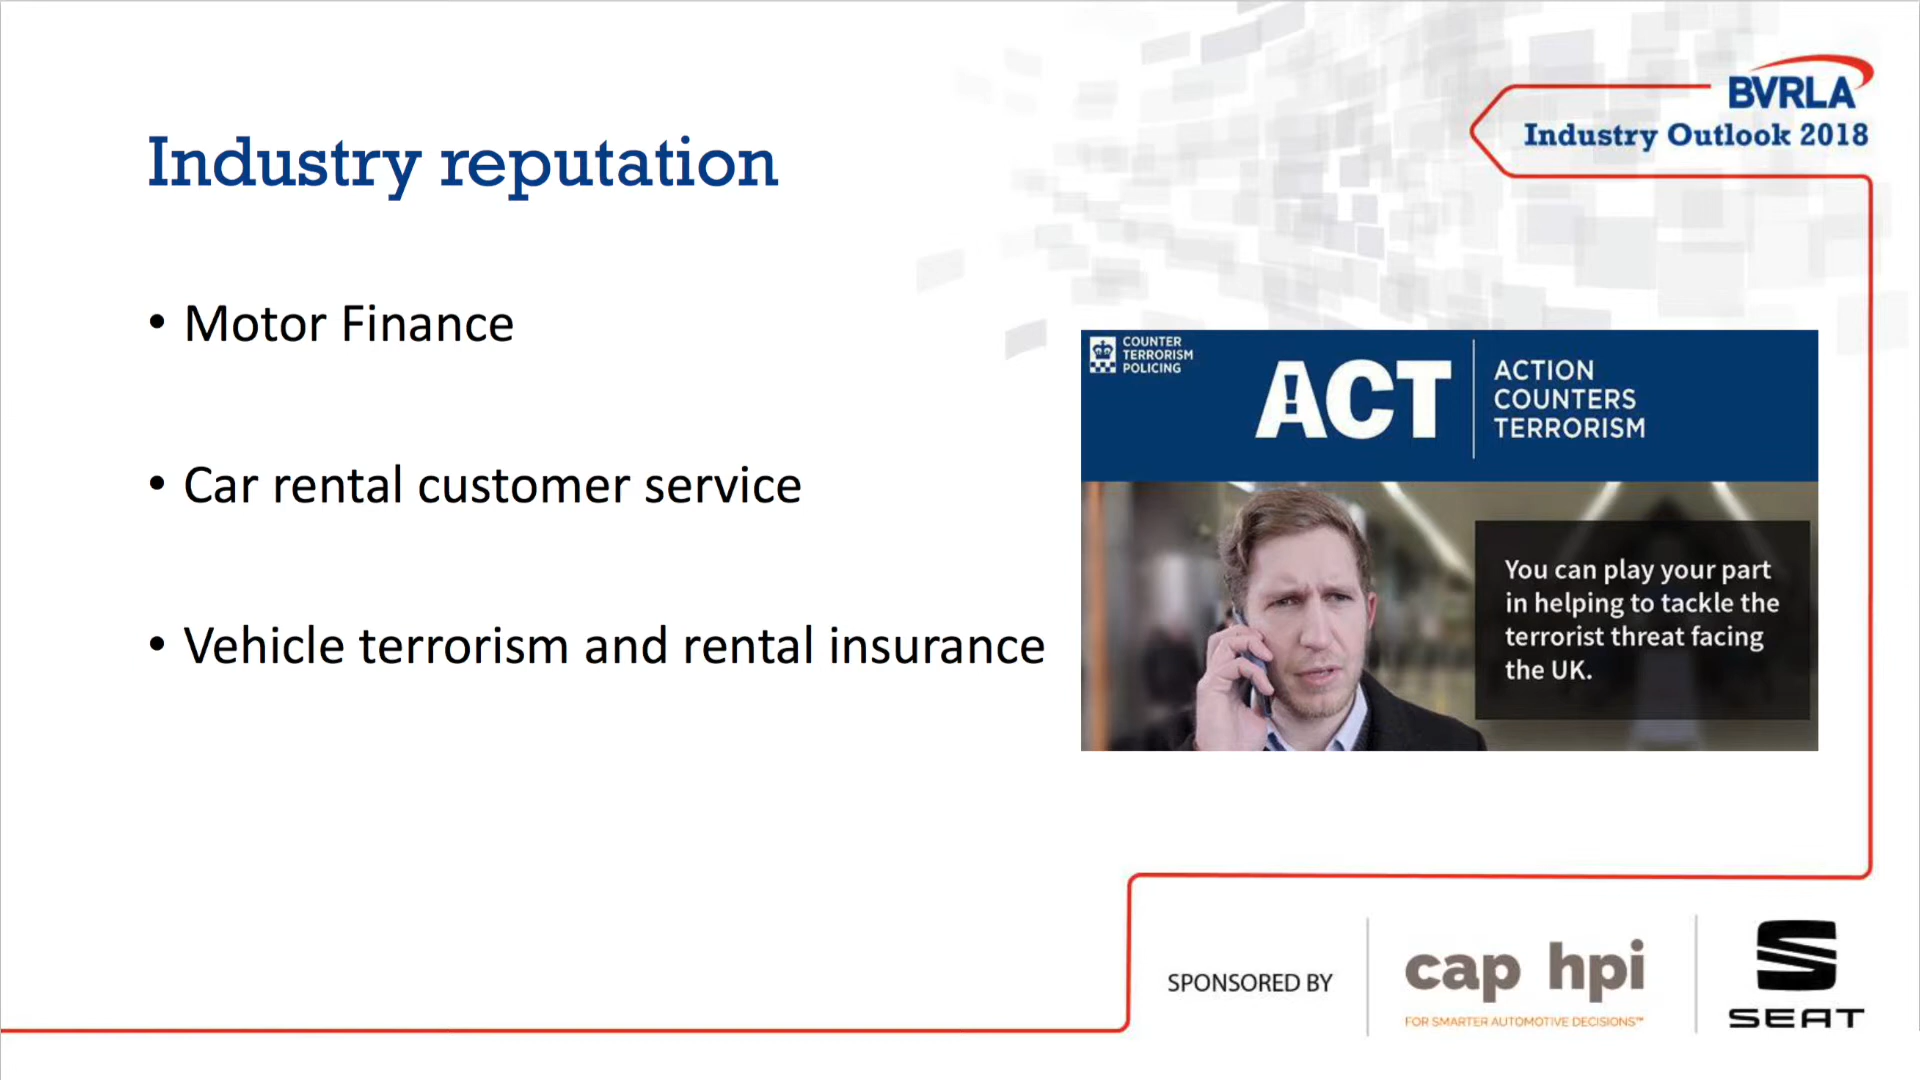 BVRLA
Industry Outlook 2018
Industry reputation
• Motor Finance
• Car rental customer service
• Vehicle terrorism and rental insurance
COUNTER
TERRORISM
POLICING
ACT
ACTION
COUNTERS
TERRORISM
You can play your part
in helping to tackle the
terrorist threat facing
the UK.
SPONSORED BY
cap hpi
FOR SMARTER AUTOMOTIVE DECISIONS™
SEAT